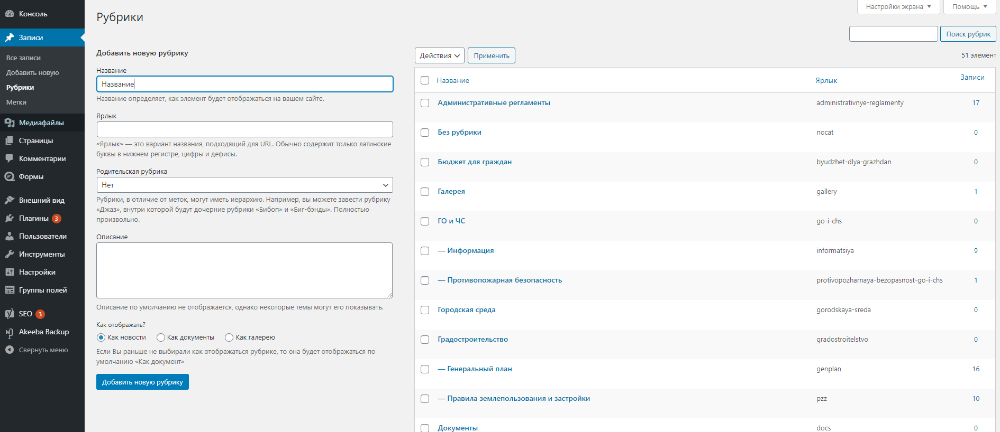 Консоль
Записи
Все записи
Добавить новую
Рубрики
Метки
Медиафайлы
Страницы
Комментарии
Формы
Внешний вид
Плагины 3
Пользователи
Инструменты
Настройки
Группы полей
SEO 3
Akeeba Backup
Свернуть меню
Настройки экрана
Помощь
Рубрики
Поиск рубрик
Добавить новую рубрику
Название
Название
Название определяет, как элемент будет отображаться на вашем сайте.
Ярлык
«Ярлык» — это вариант названия, подходящий для URL. Обычно содержит только латинские
буквы в нижнем регистре, цифры и дефисы.
Родительская рубрика
Нет
Рубрики, в отличие от меток, могут иметь иерархию. Например, вы можете завести рубрику
«Джаз», внутри которой будут дочерние рубрики «Бибоп» и «Биг-бэнды». Полностью
произвольно.
Описание
Описание по умолчанию не отображается, однако некоторые темы могут его показывать.
Как отображать?
Как новости Как документы Как галерею
Если Вы раньше не выбирали как отображаться рубрике, то она будет отображаться по
умолчанию «Как документ»
Добавить новую рубрику
Действия Применить 51 элемент
Название Ярлык Записи
Административные регламенты administrativnye-reglamenty 17
Без рубрики nocat 0
Бюджет для граждан byudzhet-dlya-grazhdan 0
Галерея gallery 1
ГО и ЧС go-i-chs 0
— Информация informatsiya 9
— Противопожарная безопасность protivopozharnaya-bezopasnost-go-i-chs 1
Городская среда gorodskaya-sreda 0
Градостроительство gradostroitelstvo 0
— Генеральный план genplan 16
— Правила землепользования и застройки pzz 10
Документы docs 0